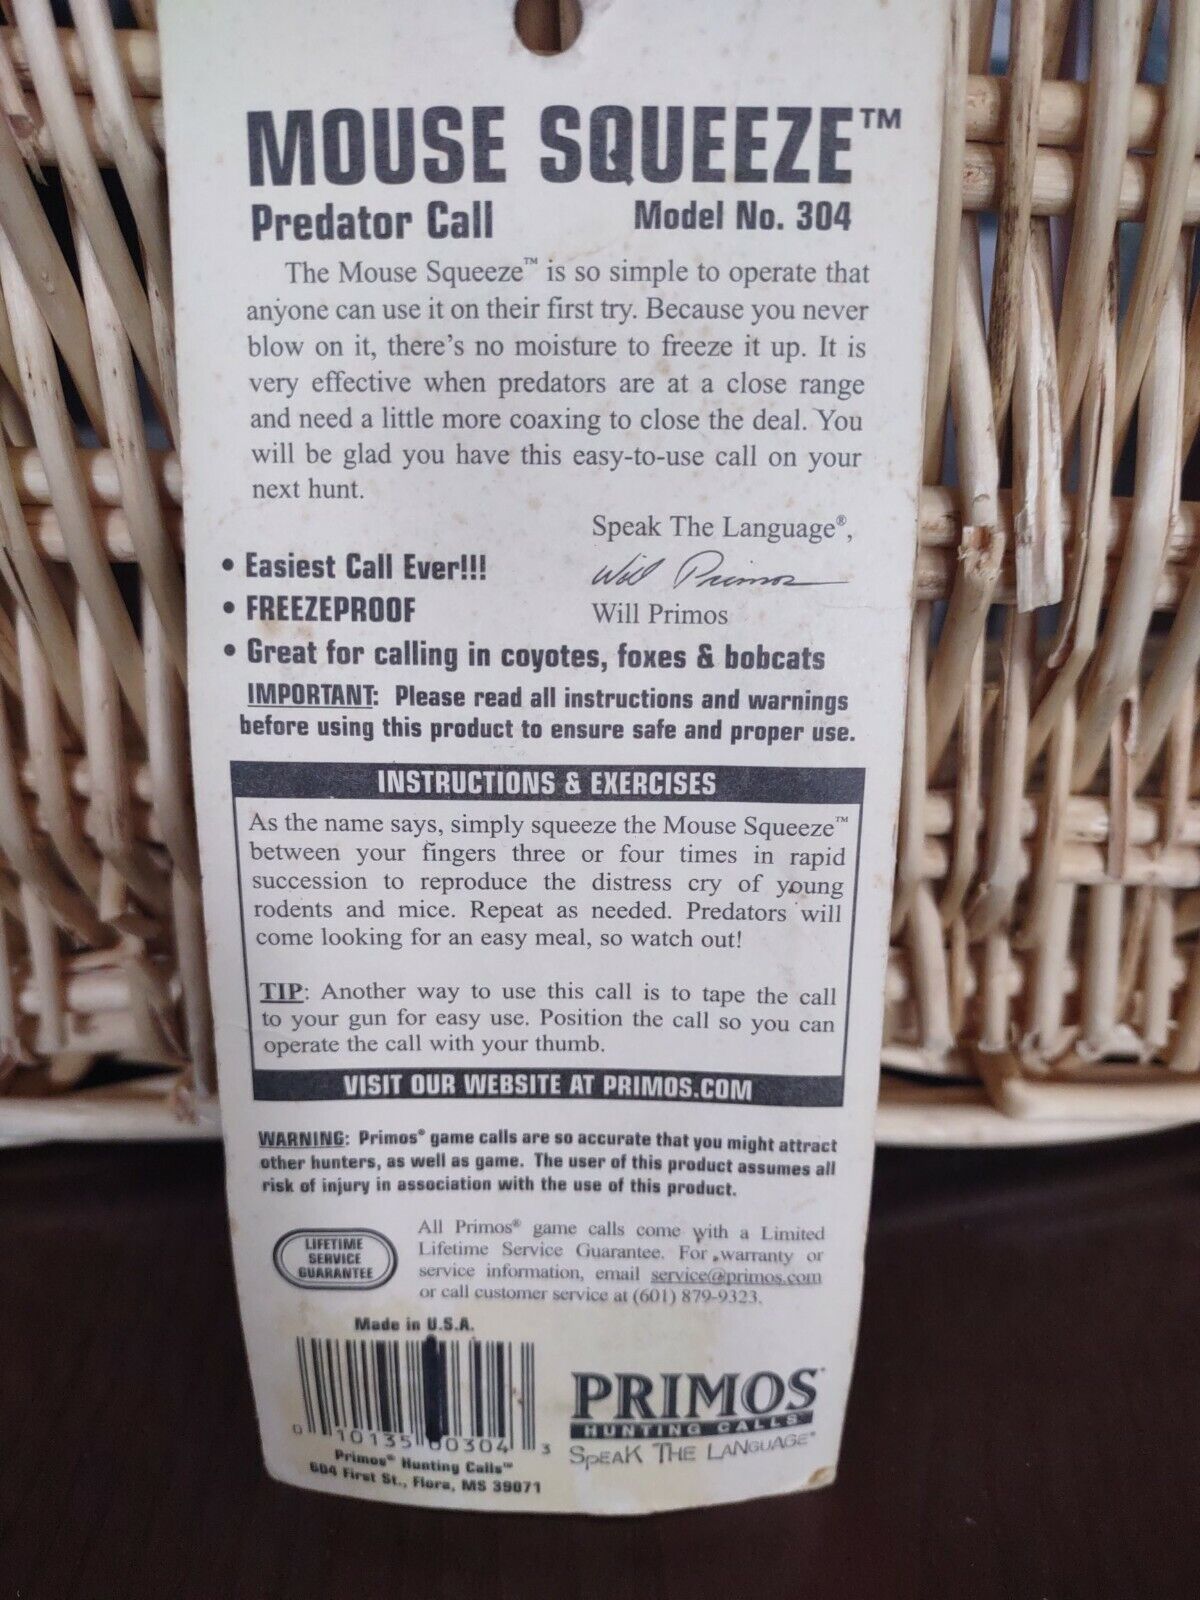 MOUSE SQUEEZE™
Predator Call Model No. 304
The Mouse Squeeze™ is so simple to operate that
anyone can use it on their first try. Because you never
blow on it, there's no moisture to freeze it up. It is
very effective when predators are at a close range
and need a little more coaxing to close the deal. You
will be glad you have this easy-to-use call on your
next hunt.
Speak The Language®,
Will Primos
Will Primos
• Easiest Call Ever!!!
• FREEZEPROOF
• Great for calling in coyotes, foxes & bobcats
IMPORTANT: Please read all instructions and warnings
before using this product to ensure safe and proper use.
INSTRUCTIONS & EXERCISES
As the name says, simply squeeze the Mouse Squeeze™
between your fingers three or four times in rapid
succession to reproduce the distress cry of young
rodents and mice. Repeat as needed. Predators will
come looking for an easy meal, so watch out!
TIP: Another way to use this call is to tape the call
to your gun for easy use. Position the call so you can
operate the call with your thumb.
VISIT OUR WEBSITE AT PRIMOS.COM
WARNING: Primos® game calls are so accurate that you might attract
other hunters, as well as game. The user of this product assumes all
risk of injury in association with the use of this product.
LIFETIME
SERVICE
GUARANTEE
All Primos® game calls come with a Limited
Lifetime Service Guarantee. For warranty or
service information, email service@primos.com
or call customer service at (601) 879-9323.
Made in U.S.A.
0 10135 00304 3
Primos® Hunting Calls™
604 First St., Flora, MS 39071
PRIMOS
HUNTING CALLS
SPEAK THE LANGUAGE®